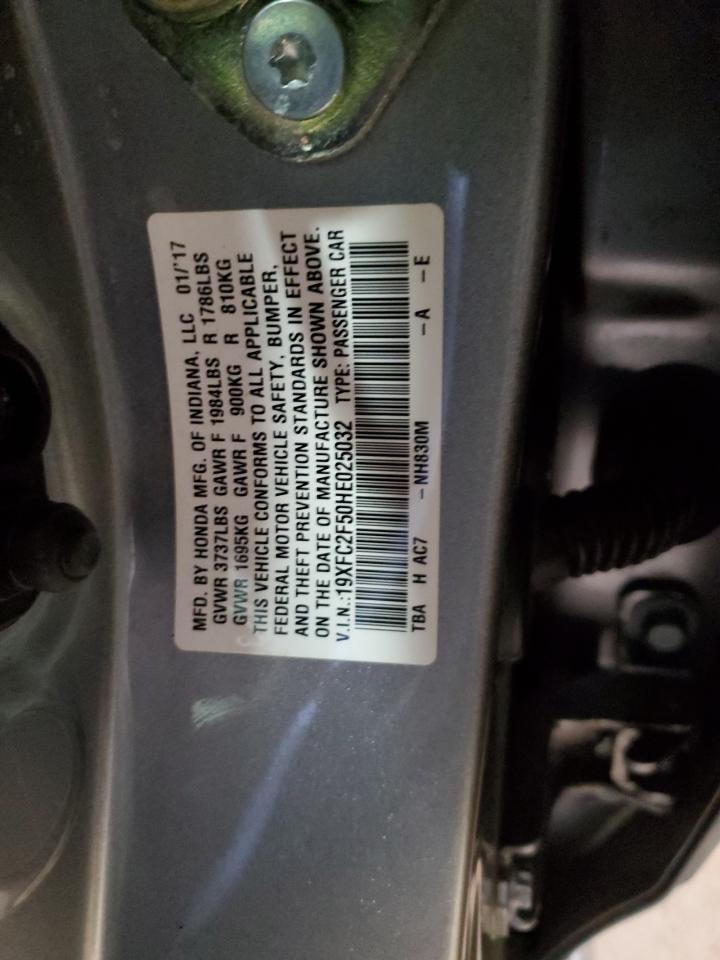 MFD. BY HONDA MFG. OF INDIANA, LLC 01/'17
GVWR 3737LBS GAWR F 1984LBS R 1786LBS
GVWR 1695KG GAWR F 900KG R 810KG
THIS VEHICLE CONFORMS TO ALL APPLICABLE
FEDERAL MOTOR VEHICLE SAFETY, BUMPER,
AND THEFT PREVENTION STANDARDS IN EFFECT
ON THE DATE OF MANUFACTURE SHOWN ABOVE.
V.I.N.:19XFC2F50HE025032 TYPE: PASSENGER CAR
TBA H AC7 -NH830M -A -E